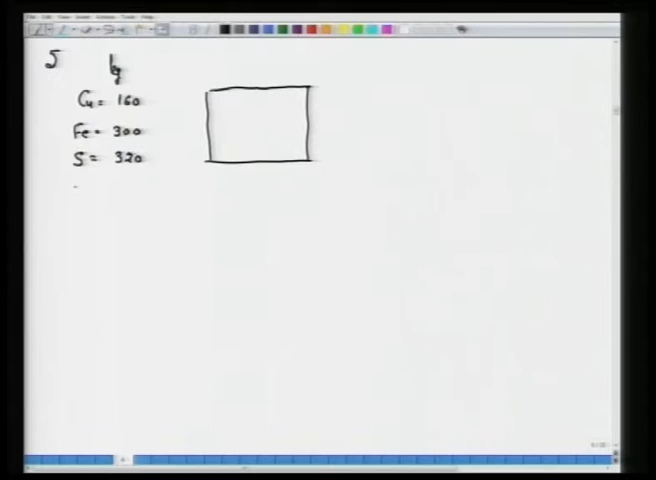 5 kg
Cu = 160
Fe = 300
S = 320